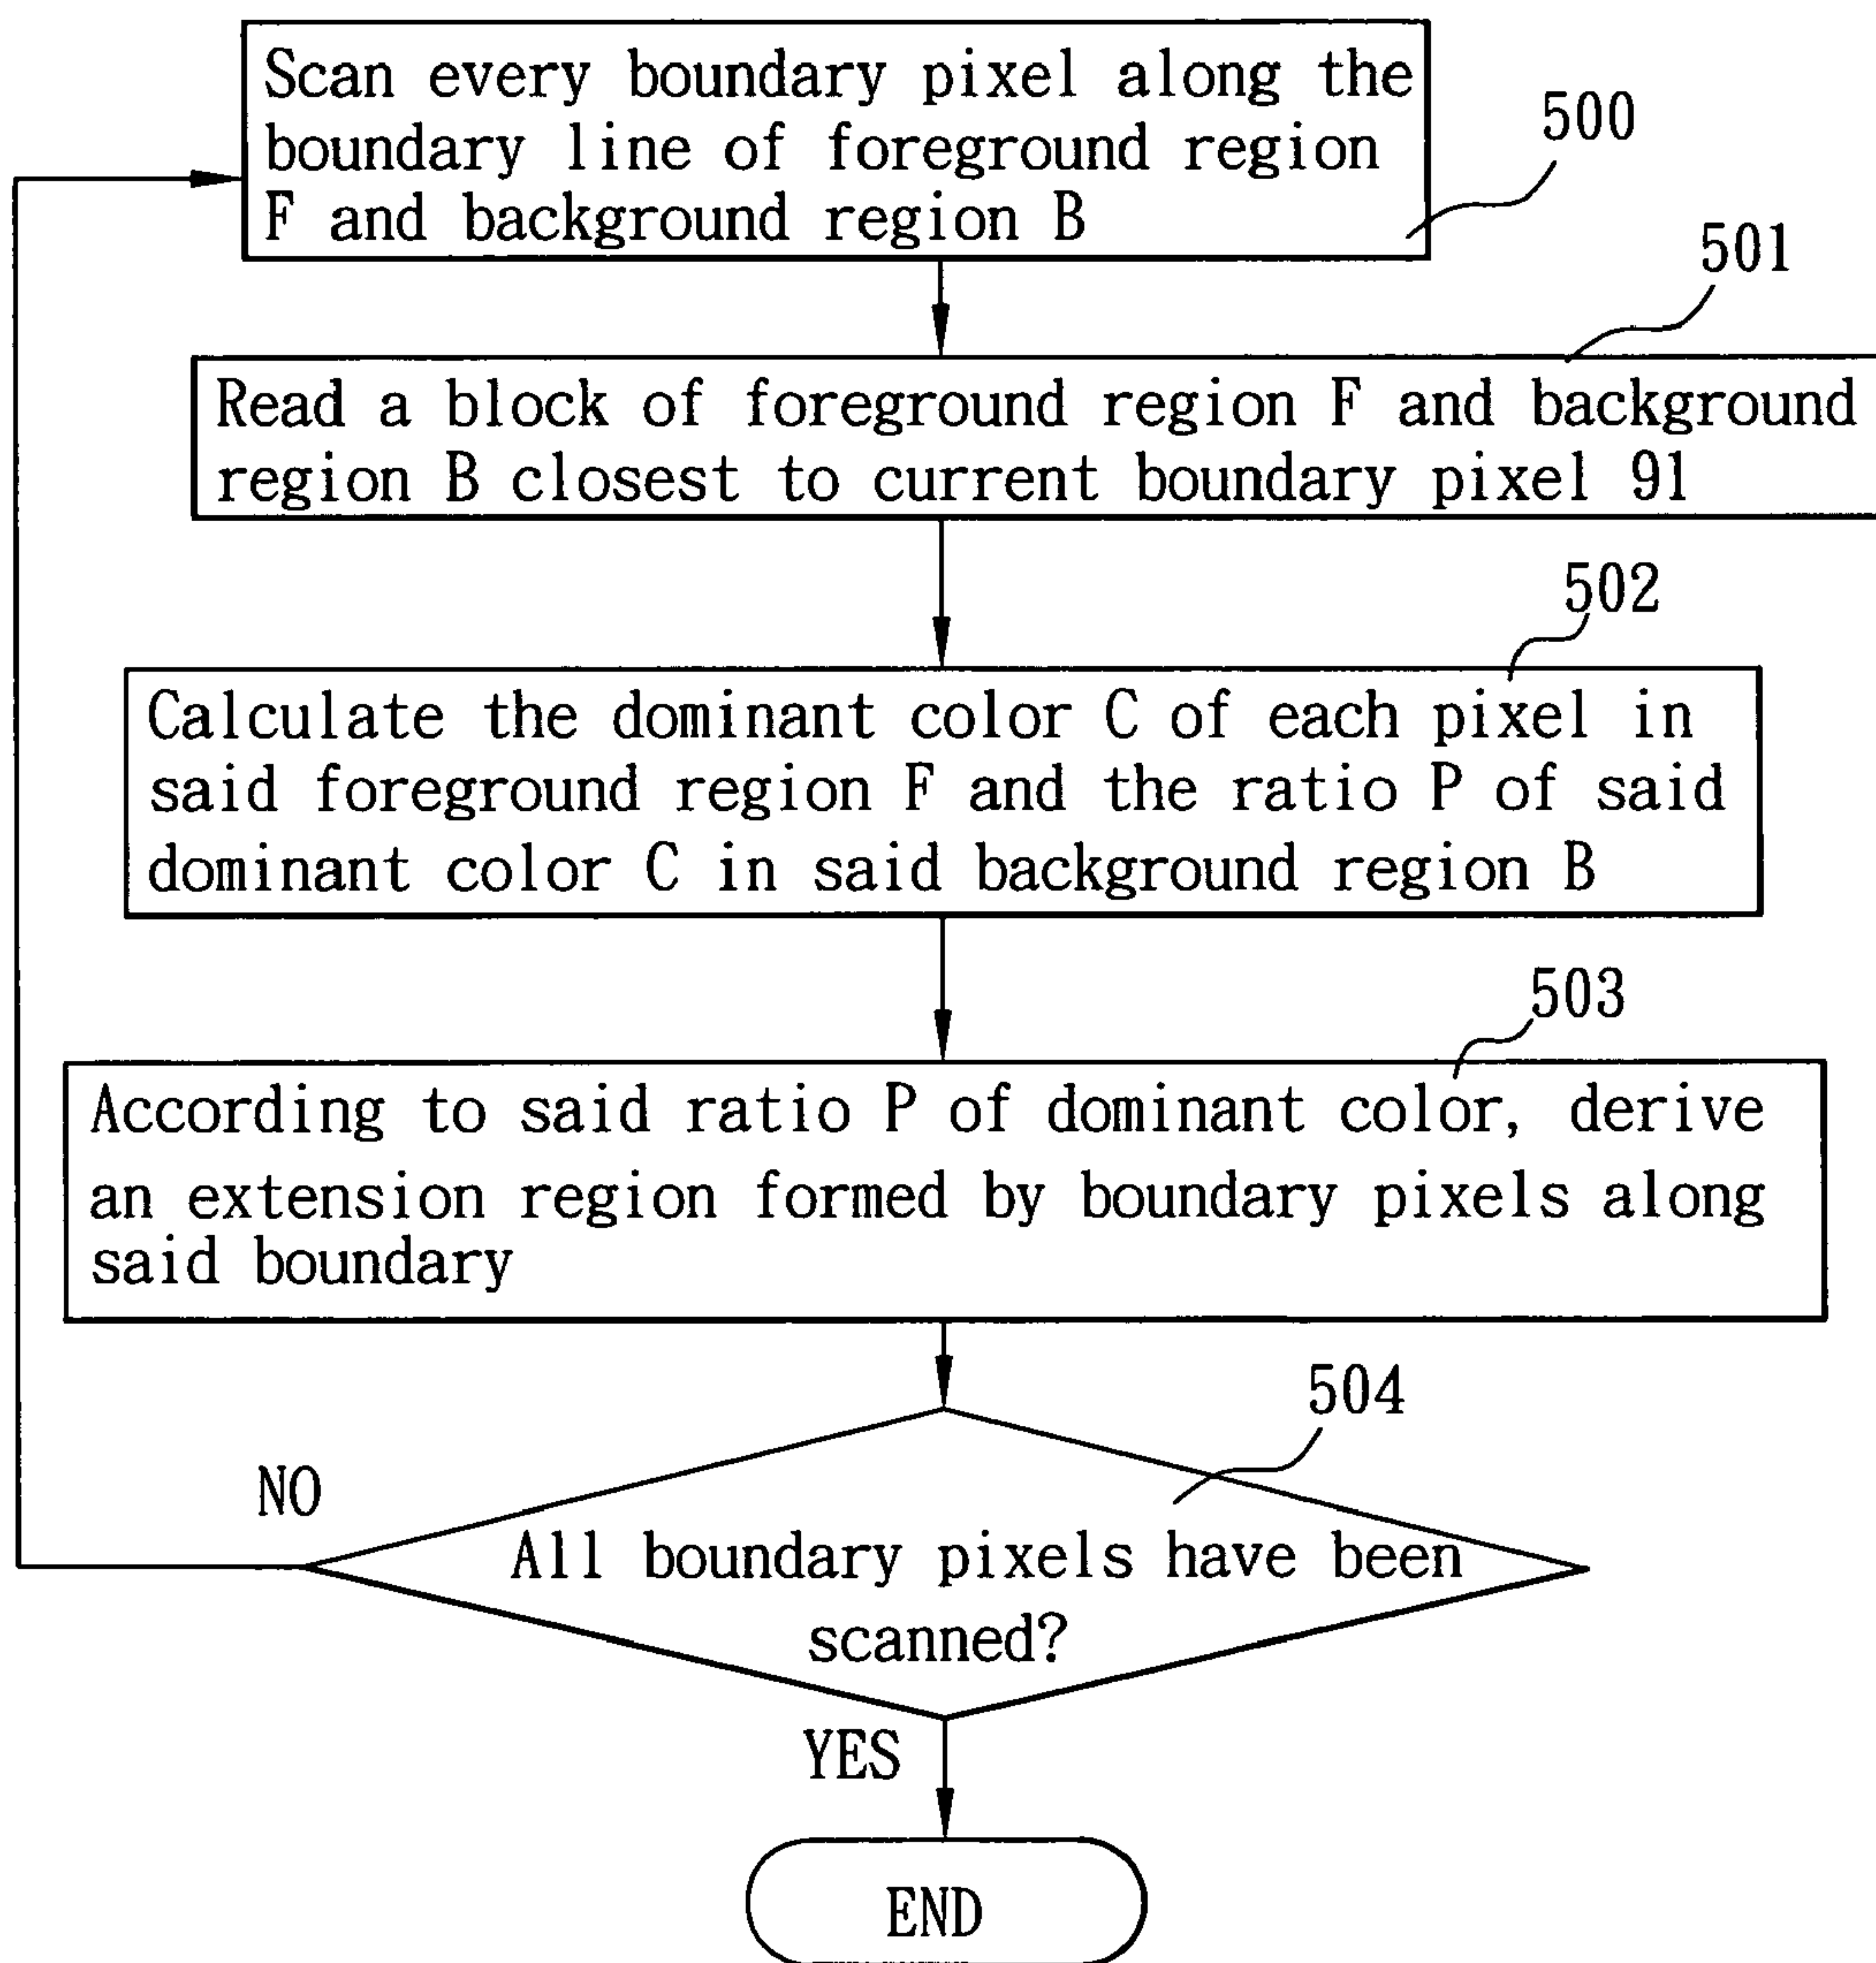 Scan every boundary pixel along the
boundary line of foreground region
F and background region B
500
501
Read a block of foreground region F and background
region B closest to current boundary pixel 91
502
Calculate the dominant color C of each pixel in
said foreground region F and the ratio P of said
dominant color C in said background region B
503
According to said ratio P of dominant color, derive
an extension region formed by boundary pixels along
said boundary
504
NO
All boundary pixels have been
scanned?
YES
END